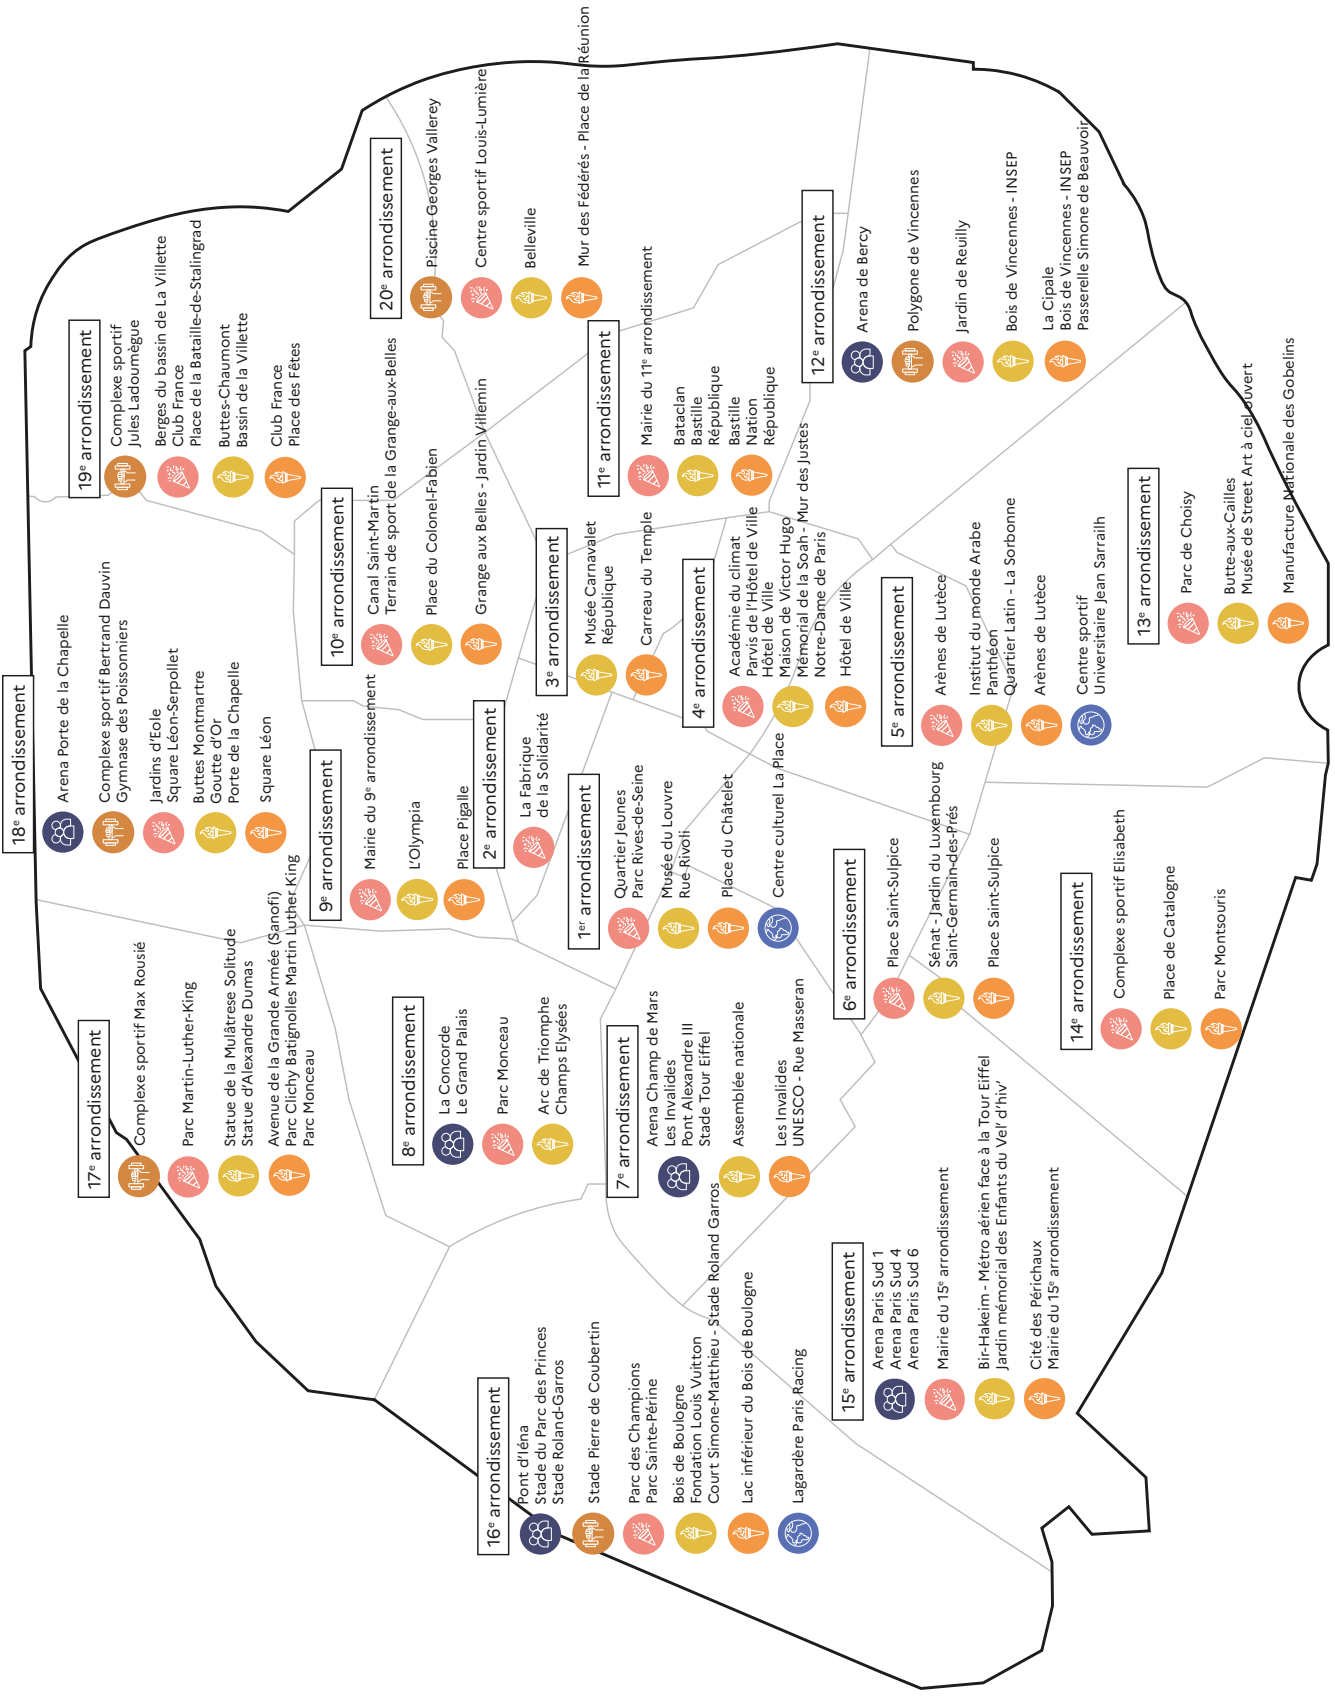 18e arrondissement
Arena Porte de la Chapelle
Complexe sportif Bertrand Dauvin
Gymnase des Poissonniers
Jardins d'Eole
Square Léon-Serpollet
Buttes Montmartre
Goutte d'Or
Porte de la Chapelle
Square Léon
19e arrondissement
Complexe sportif
Jules Ladoumègue
Berges du bassin de La Villette
Club France
Place de la Bataille-de-Stalingrad
Buttes-Chaumont
Bassin de la Villette
Club France
Place des Fêtes
17e arrondissement
Complexe sportif Max Rousié
Parc Martin-Luther-King
Statue de la Mulâtrese Solitude
Statue d'Alexandre Dumas
Avenue de la Grande Armée (Sanofi)
Parc Clichy Batignolles Martin Luther King
Parc Monceau
9e arrondissement
Mairie du 9e arrondissement
L'Olympia
Place Pigalle
10e arrondissement
Canal Saint-Martin
Terrain de sport de la Grange-aux-Belles
Place du Colonel-Fabien
Grange aux Belles - Jardin Villemin
20e arrondissement
Piscine Georges Vallerey
Centre sportif Louis-Lumière
Belleville
Mur des Fédérés - Place de la Réunion
8e arrondissement
La Concorde
Le Grand Palais
Parc Monceau
Arc de Triomphe
Champs Elysées
2e arrondissement
La Fabrique
de la Solidarité
3e arrondissement
Musée Carnavalet
République
Carreau du Temple
16e arrondissement
Pont d'Iéna
Stade du Parc des Princes
Stade Roland-Garros
Stade Pierre de Coubertin
Parc des Champions
Parc Sainte-Périne
Bois de Boulogne
Fondation Louis Vuitton
Court Simone-Matthieu - Stade Roland Garros
Lac inférieur du Bois de Boulogne
Lagardère Paris Racing
7e arrondissement
Arena Champ de Mars
Les Invalides
Pont Alexandre III
Stade Tour Eiffel
Assemblée nationale
Les Invalides
UNESCO - Rue Masseran
1er arrondissement
Quartier Jeunes
Parc Rives-de-Seine
Musée du Louvre
Rue Rivoli
Place du Châtelet
Centre culturel La Place
4e arrondissement
Académie du climat
Parvis de l'Hôtel de Ville
Hôtel de Ville
Maison de Victor Hugo
Mémorial de la Soah - Mur des Justes
Notre-Dame de Paris
Hôtel de Ville
11e arrondissement
Mairie du 11e arrondissement
Bataclan
Bastille
République
Bastille
Nation
République
12e arrondissement
Arena de Bercy
Polygone de Vincennes
Jardin de Reuilly
Bois de Vincennes - INSEP
La Cipale
Bois de Vincennes - INSEP
Passerelle Simone de Beauvoir
15e arrondissement
Arena Paris Sud 1
Arena Paris Sud 4
Arena Paris Sud 6
Mairie du 15e arrondissement
Bir-Hakeim - Métro aérien face à la Tour Eiffel
Jardin mémorial des Enfants du Vel' d'hiv'
Cité des Périchaux
Mairie du 15e arrondissement
6e arrondissement
Place Saint-Sulpice
Sénat - Jardin du Luxembourg
Saint-Germain-des-Prés
Place Saint-Sulpice
5e arrondissement
Arènes de Lutèce
Institut du monde Arabe
Panthéon
Quartier Latin - La Sorbonne
Arènes de Lutèce
Centre sportif
Universitaire Jean Sarrailh
14e arrondissement
Complexe sportif Elisabeth
Place de Catalogne
Parc Montsouris
13e arrondissement
Parc de Choisy
Butte-aux-Cailles
Musée de Street Art à ciel ouvert
Manufacture Nationale des Gobelins